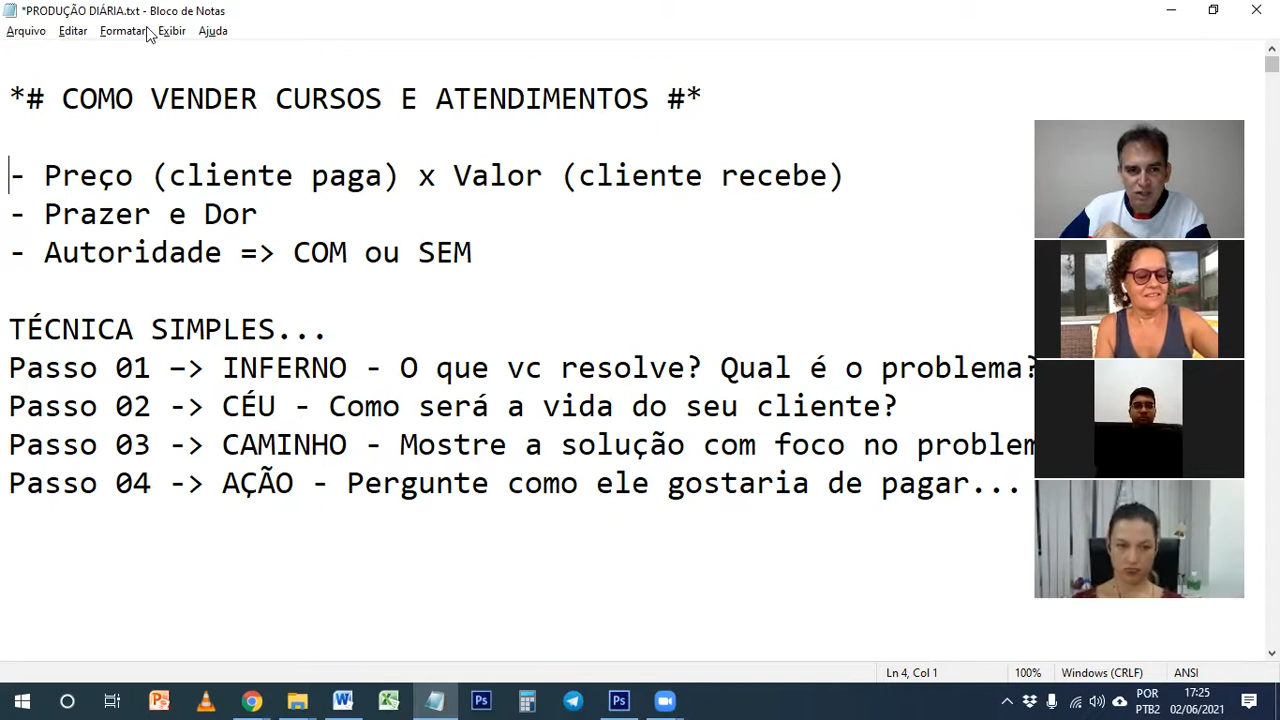 *PRODUÇÃO DIÁRIA.txt - Bloco de Notas
Arquivo Editar Formatar Exibir Ajuda
*# COMO VENDER CURSOS E ATENDIMENTOS #*
- Preço (cliente paga) x Valor (cliente recebe)
- Prazer e Dor
- Autoridade => COM ou SEM
TÉCNICA SIMPLES...
Passo 01 –> INFERNO - O que vc resolve? Qual é o problema?
Passo 02 -> CÉU - Como será a vida do seu cliente?
Passo 03 -> CAMINHO - Mostre a solução com foco no problem
Passo 04 -> AÇÃO - Pergunte como ele gostaria de pagar...
Ln 4, Col 1 100% Windows (CRLF) ANSI
POR 17:25
PTB2 02/06/2021